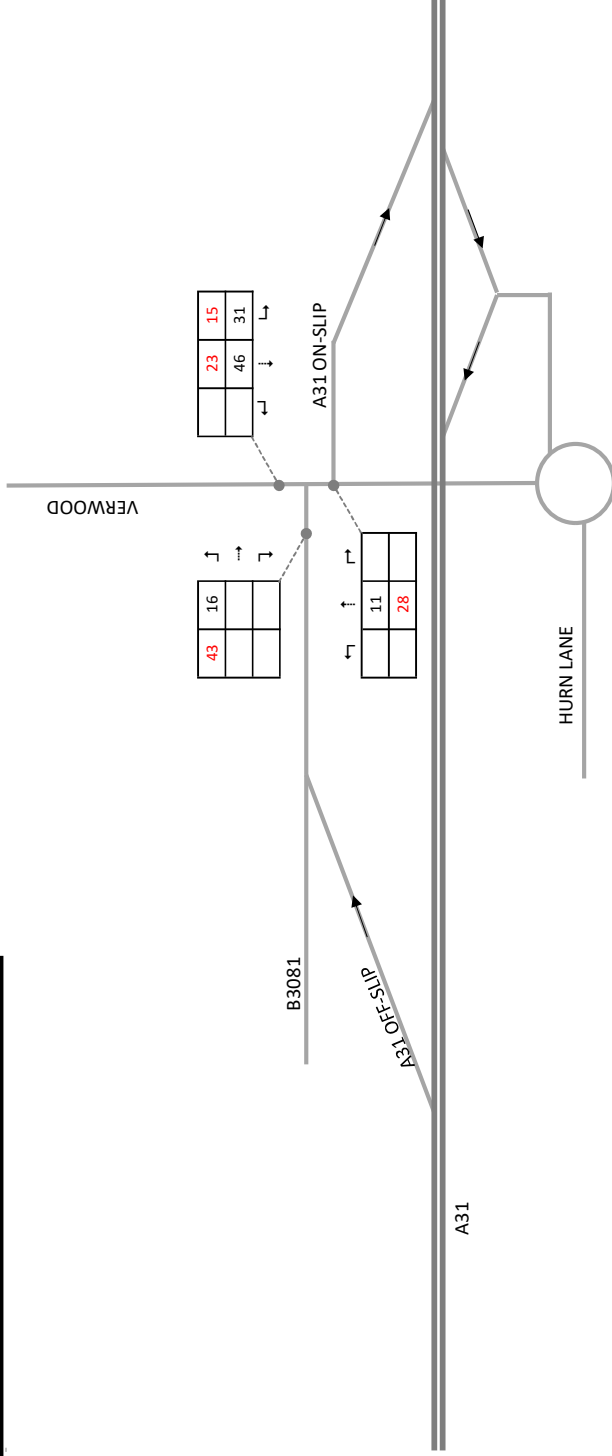 VERWOOD
23 15
46 31
A31 ON-SLIP
43 16
11
28
B3081
A31 OFF-SLIP
HURN LANE
A31